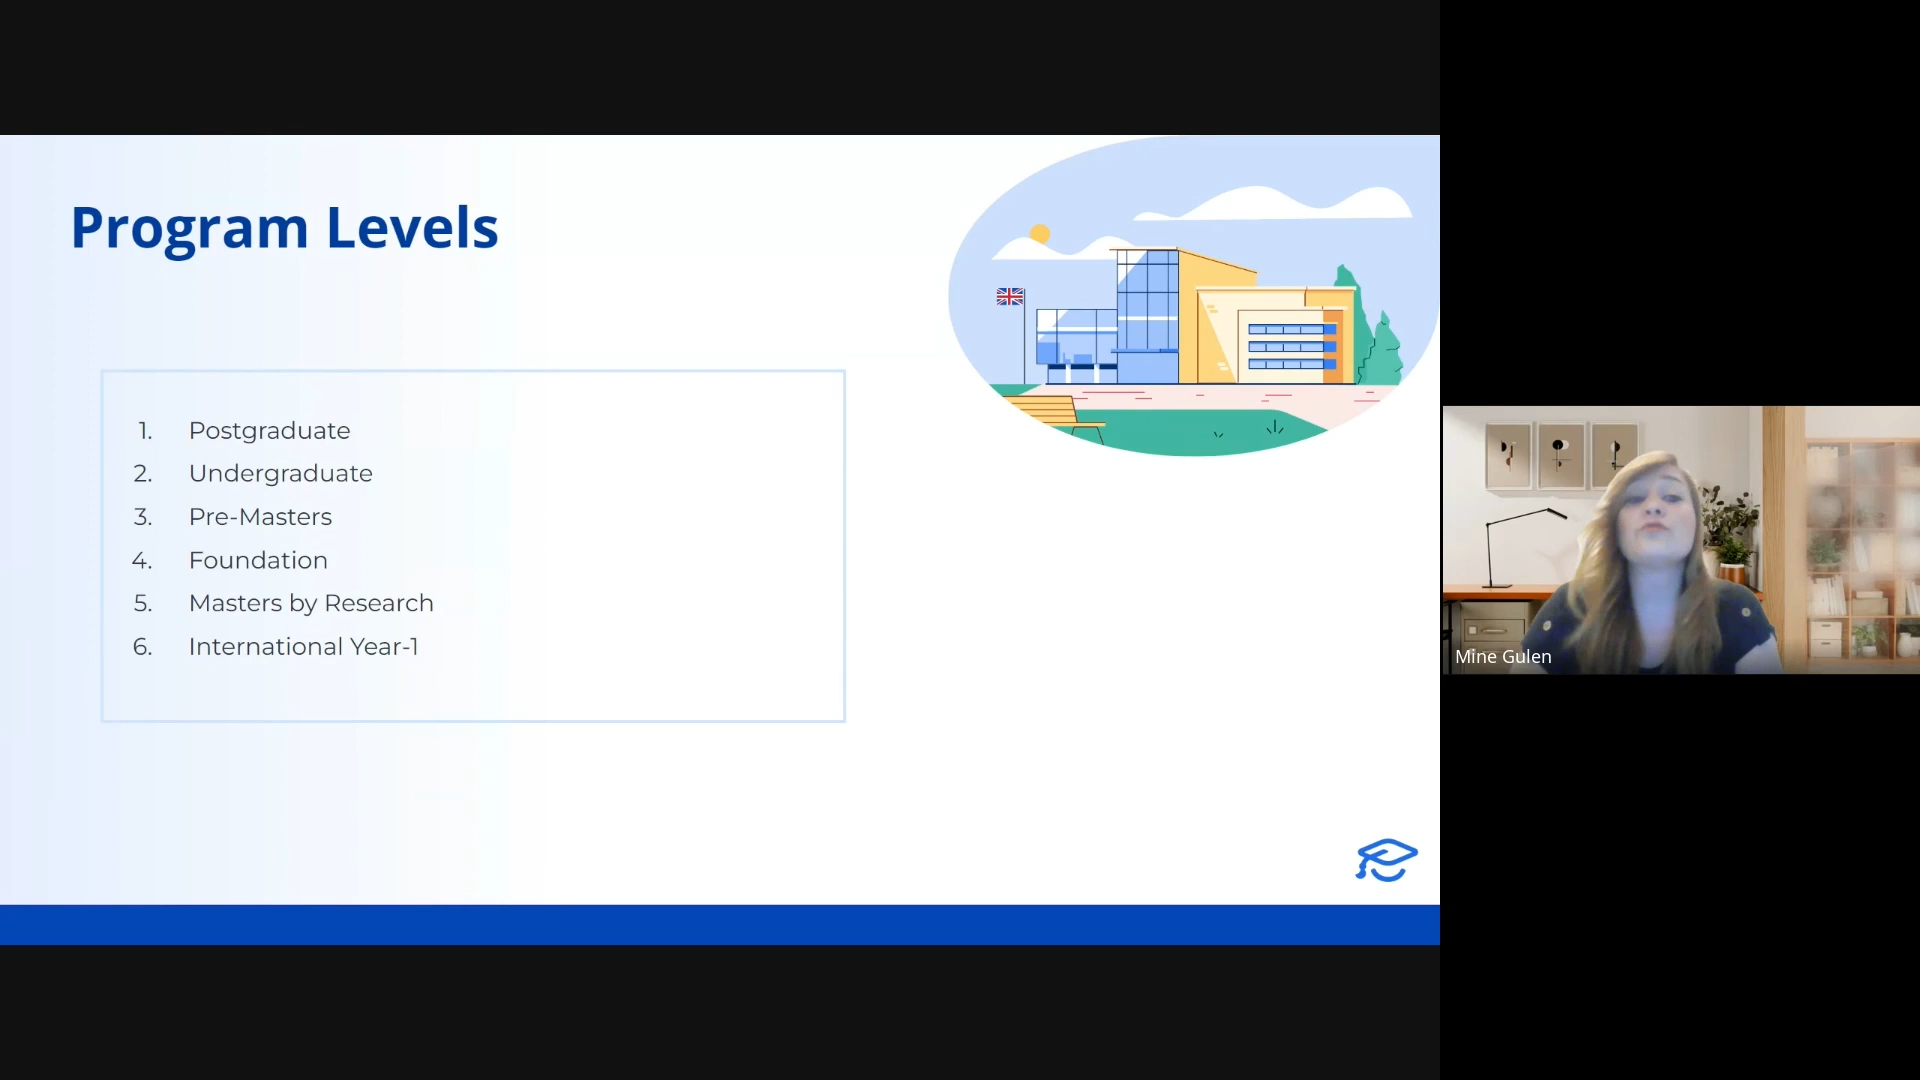 Program Levels
1. Postgraduate
2. Undergraduate
3. Pre-Masters
4. Foundation
5. Masters by Research
6. International Year-1
Mine Gulen